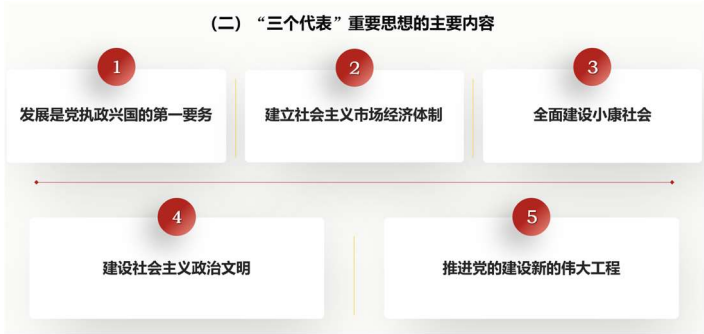 （二）“三个代表”重要思想的主要内容
1
2
3
发展是党执政兴国的第一要务
建立社会主义市场经济体制
全面建设小康社会
4
5
建设社会主义政治文明
推进党的建设新的伟大工程